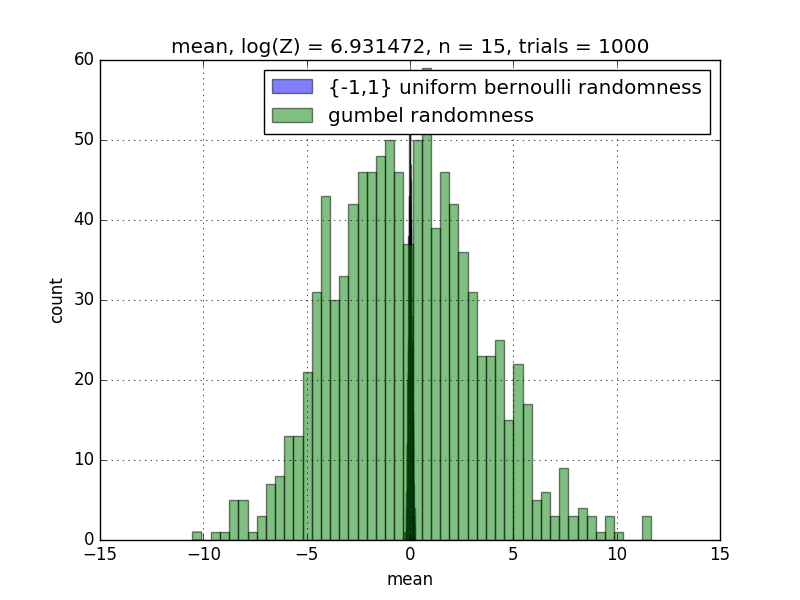 mean, log(Z) = 6.931472, n = 15, trials = 1000
60
{-1,1} uniform bernoulli randomness
gumbel randomness
50
40
30
20
10
0
count
−15
−10
−5
0
5
10
15
mean